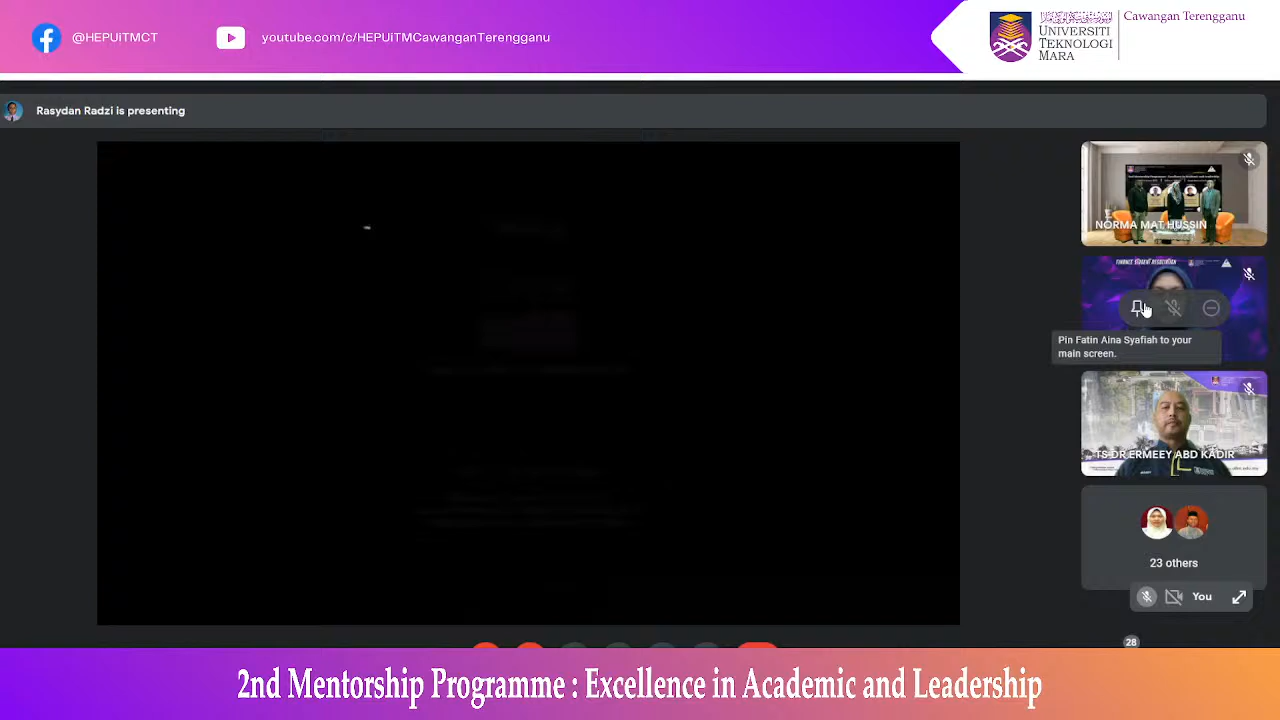 @HEPUiTMCT
youtube.com/c/HEPUiTMCawanganTerengganu
UNIVERSITI
TEKNOLOGI
MARA
Cawangan Terengganu
Rasydan Radzi is presenting
NORMA MAT HUSSIN
Pin Fatin Aina Syafiah to your
main screen.
TS DR ERMEEY ABD KADIR
23 others
You
28
2nd Mentorship Programme : Excellence in Academic and Leadership